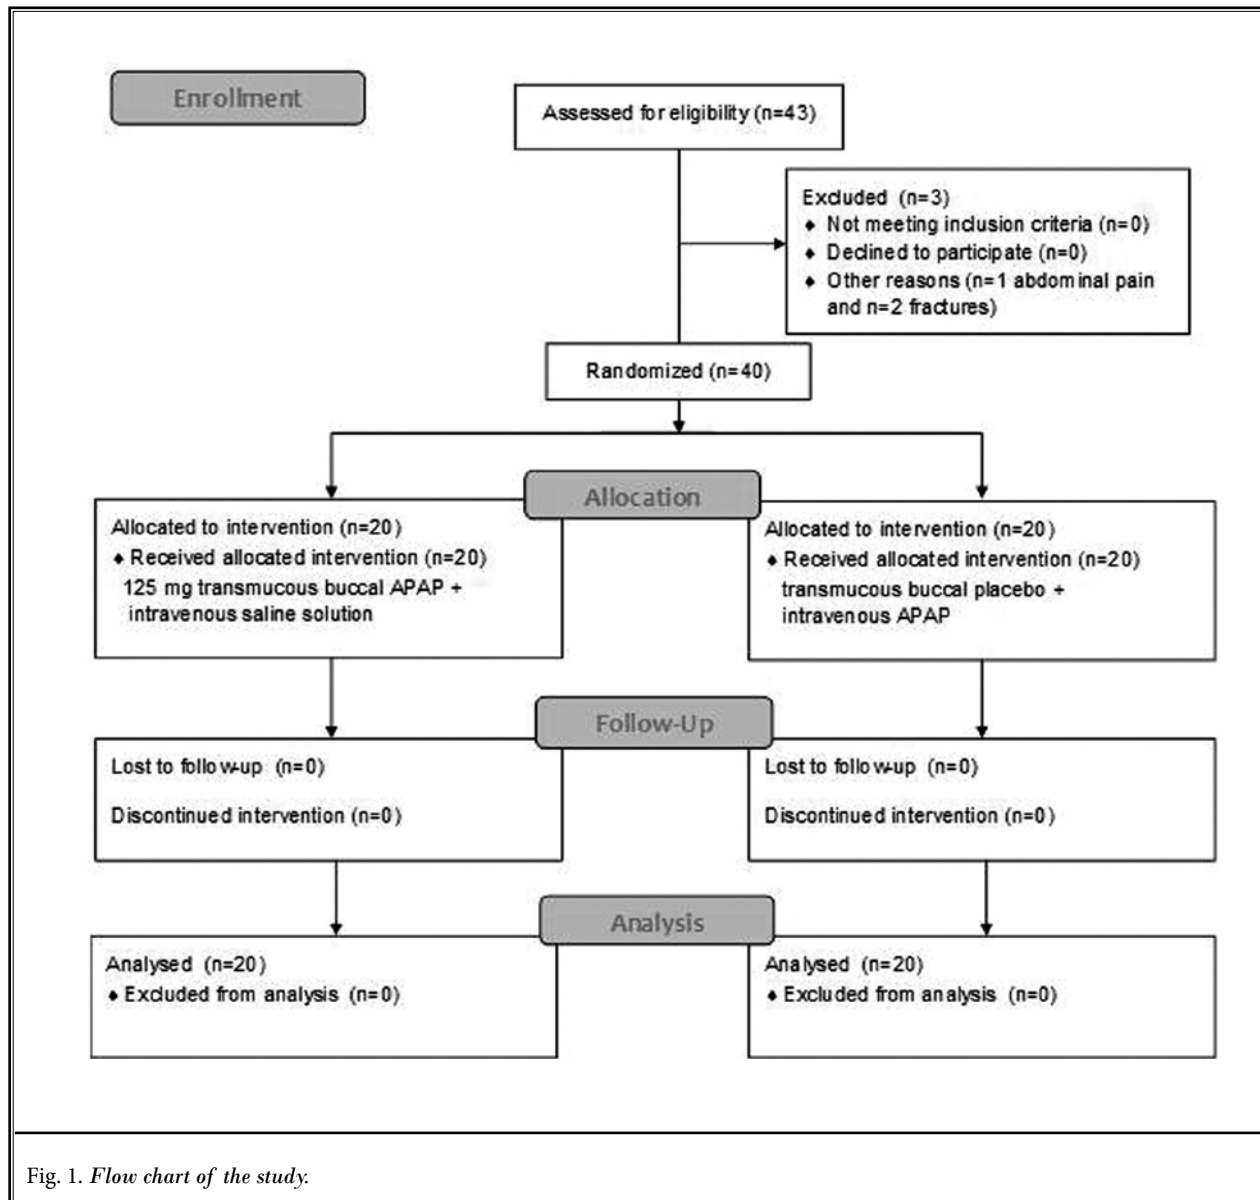 Enrollment
Assessed for eligibility (n=43)
Excluded (n=3)
♦ Not meeting inclusion criteria (n=0)
♦ Declined to participate (n=0)
♦ Other reasons (n=1 abdominal pain
and n=2 fractures)
Randomized (n=40)
Allocation
Allocated to intervention (n=20)
♦ Received allocated intervention (n=20)
125 mg transmucous buccal APAP +
intravenous saline solution
Allocated to intervention (n=20)
♦ Received allocated intervention (n=20)
transmucous buccal placebo +
intravenous APAP
Follow-Up
Lost to follow-up (n=0)
Discontinued intervention (n=0)
Lost to follow-up (n=0)
Discontinued intervention (n=0)
Analysis
Analysed (n=20)
♦ Excluded from analysis (n=0)
Analysed (n=20)
♦ Excluded from analysis (n=0)
Fig. 1. Flow chart of the study.